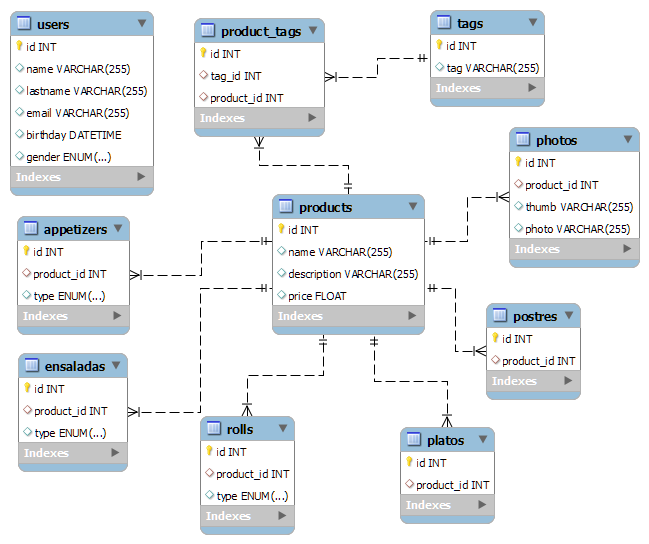 users
id INT
name VARCHAR(255)
lastname VARCHAR(255)
email VARCHAR(255)
birthday DATETIME
gender ENUM(...)
Indexes
product_tags
id INT
tag_id INT
product_id INT
Indexes
tags
id INT
tag VARCHAR(255)
Indexes
photos
id INT
product_id INT
thumb VARCHAR(255)
photo VARCHAR(255)
Indexes
products
id INT
name VARCHAR(255)
description VARCHAR(255)
price FLOAT
Indexes
appetizers
id INT
product_id INT
type ENUM(...)
Indexes
postres
id INT
product_id INT
Indexes
ensaladas
id INT
product_id INT
type ENUM(...)
Indexes
rolls
id INT
product_id INT
type ENUM(...)
Indexes
platos
id INT
product_id INT
Indexes